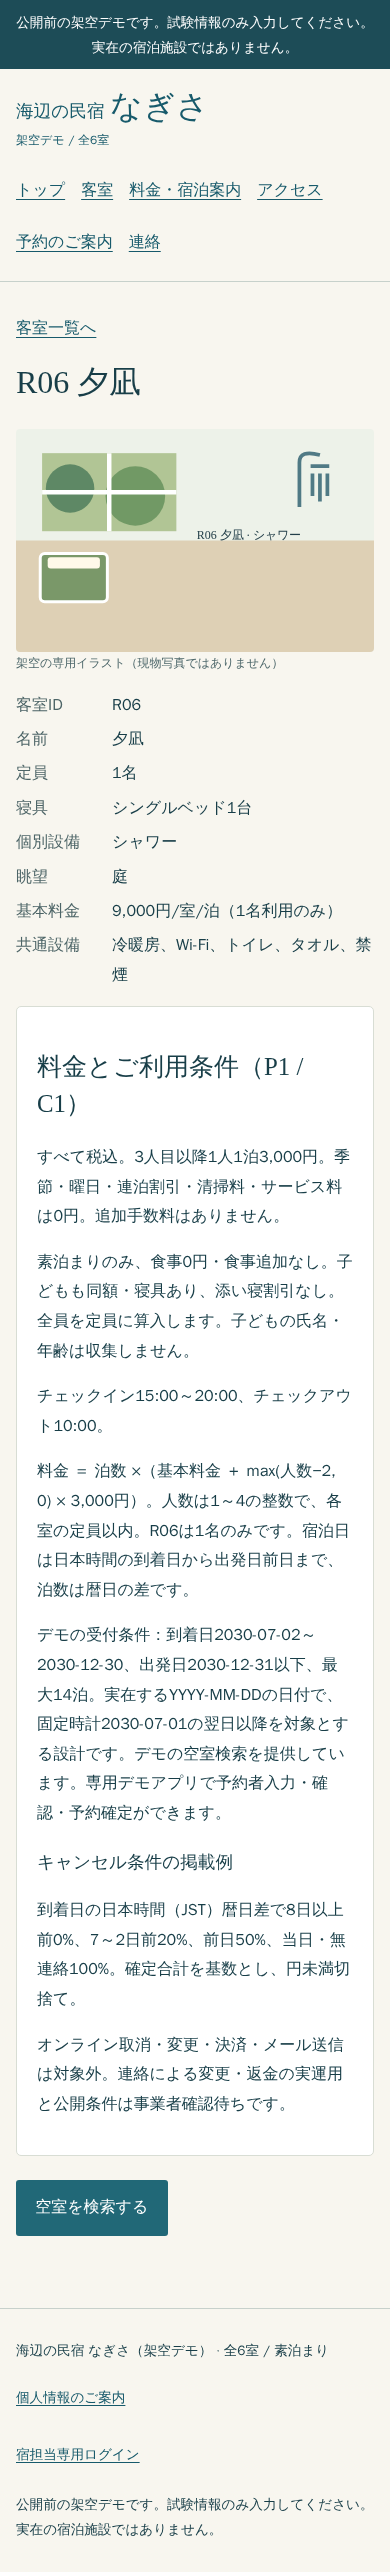 公開前の架空デモです。試験情報のみ入力してください。
実在の宿泊施設ではありません。
海辺の民宿 なぎさ
架空デモ / 全6室
トップ 客室 料金・宿泊案内 アクセス
予約のご案内 連絡
客室一覧へ
R06 夕凪
R06 夕凪 · シャワー
架空の専用イラスト（現物写真ではありません）
客室ID R06
名前 夕凪
定員 1名
寝具 シングルベッド1台
個別設備 シャワー
眺望 庭
基本料金 9,000円/室/泊（1名利用のみ）
共通設備 冷暖房、Wi-Fi、トイレ、タオル、禁
煙
料金とご利用条件（P1 /
C1）
すべて税込。3人目以降1人1泊3,000円。季
節・曜日・連泊割引・清掃料・サービス料
は0円。追加手数料はありません。
素泊まりのみ、食事0円・食事追加なし。子
どもも同額・寝具あり、添い寝割引なし。
全員を定員に算入します。子どもの氏名・
年齢は収集しません。
チェックイン15:00～20:00、チェックアウ
ト10:00。
料金 ＝ 泊数 ×（基本料金 ＋ max(人数−2,
0) × 3,000円）。人数は1～4の整数で、各
室の定員以内。R06は1名のみです。宿泊日
は日本時間の到着日から出発日前日まで、
泊数は暦日の差です。
デモの受付条件：到着日2030-07-02～
2030-12-30、出発日2030-12-31以下、最
大14泊。実在するYYYY-MM-DDの日付で、
固定時計2030-07-01の翌日以降を対象とす
る設計です。デモの空室検索を提供してい
ます。専用デモアプリで予約者入力・確
認・予約確定ができます。
キャンセル条件の掲載例
到着日の日本時間（JST）暦日差で8日以上
前0%、7～2日前20%、前日50%、当日・無
連絡100%。確定合計を基数とし、円未満切
捨て。
オンライン取消・変更・決済・メール送信
は対象外。連絡による変更・返金の実運用
と公開条件は事業者確認待ちです。
空室を検索する
海辺の民宿 なぎさ（架空デモ） · 全6室 / 素泊まり
個人情報のご案内
宿担当専用ログイン
公開前の架空デモです。試験情報のみ入力してください。
実在の宿泊施設ではありません。